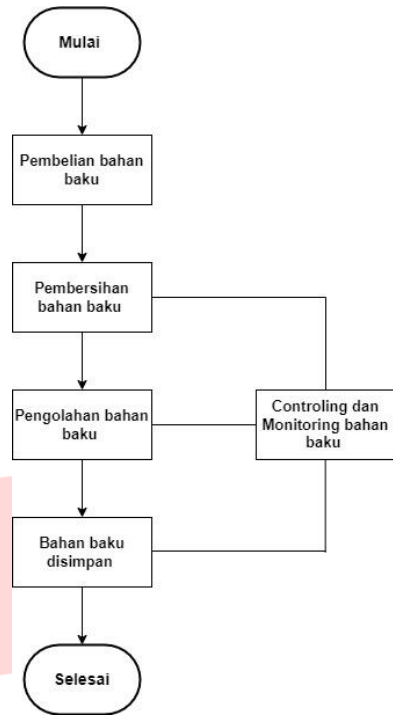 Mulai
Pembelian bahan
baku
Pembersihan
bahan baku
Pengolahan bahan
baku
Controling dan
Monitoring bahan
baku
Bahan baku
disimpan
Selesai